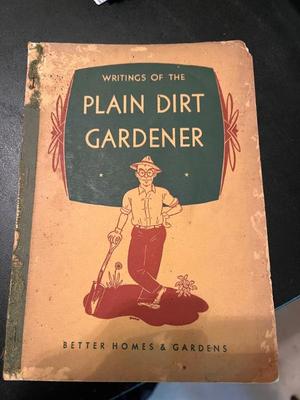 WRITINGS OF THE
PLAIN DIRT
GARDENER
BETTER HOMES & GARDENS